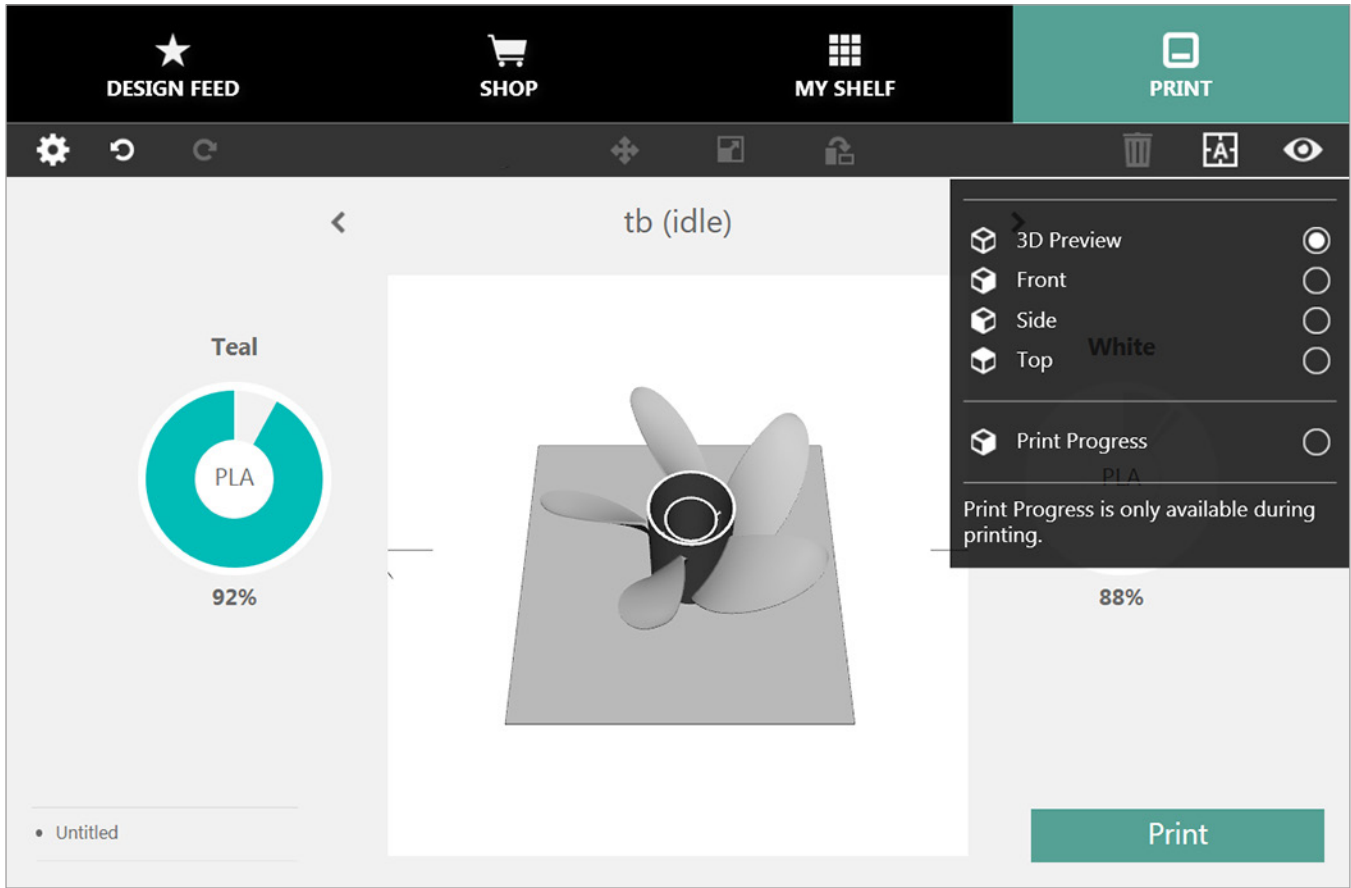 DESIGN FEED
SHOP
MY SHELF
PRINT
A
tb (idle)
3D Preview
Front
Side
Top
Print Progress
Print Progress is only available during
printing.
Teal
PLA
92%
White
PLA
88%
Untitled
Print